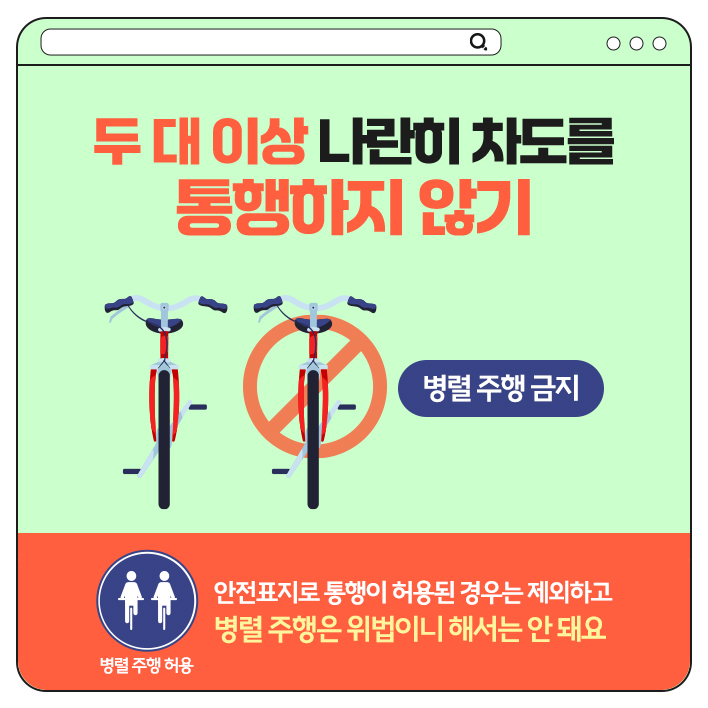 두 대 이상 나란히 차도를
통행하지 않기
병렬 주행 금지
안전표지로 통행이 허용된 경우는 제외하고
병렬 주행은 위법이니 해서는 안 돼요
병렬 주행 허용